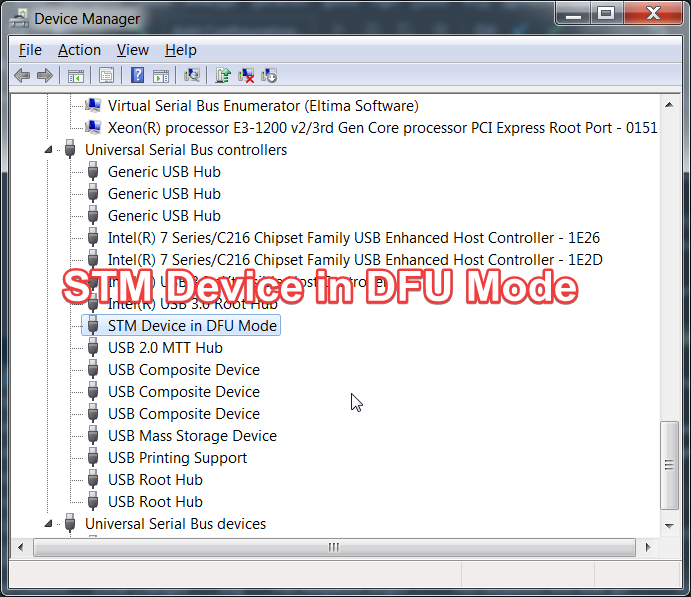 Device Manager
File Action View Help
Virtual Serial Bus Enumerator (Eltima Software)
Xeon(R) processor E3-1200 v2/3rd Gen Core processor PCI Express Root Port - 0151
Universal Serial Bus controllers
Generic USB Hub
Generic USB Hub
Generic USB Hub
Intel(R) 7 Series/C216 Chipset Family USB Enhanced Host Controller - 1E26
Intel(R) 7 Series/C216 Chipset Family USB Enhanced Host Controller - 1E2D
STM Device in DFU Mode
Intel(R) USB 3.0 Root Hub
STM Device in DFU Mode
USB 2.0 MTT Hub
USB Composite Device
USB Composite Device
USB Composite Device
USB Mass Storage Device
USB Printing Support
USB Root Hub
USB Root Hub
Universal Serial Bus devices